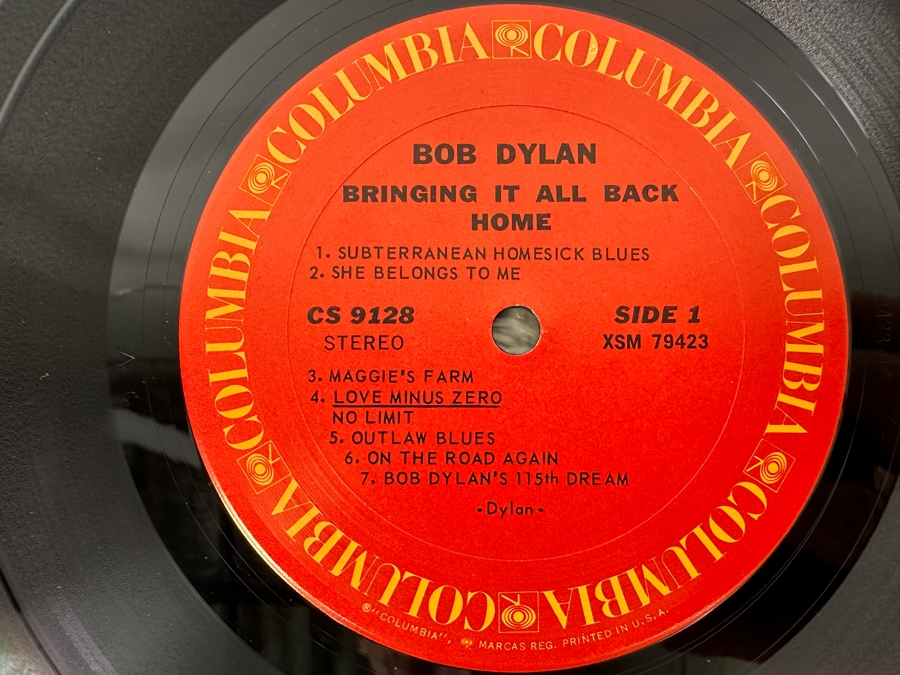 COLUMBIA COLUMBIA COLUMBIA COLUMBIA COLUMBIA COLUMBIA
BOB DYLAN
BRINGING IT ALL BACK
HOME
1. SUBTERRANEAN HOMESICK BLUES
2. SHE BELONGS TO ME
CS 9128
STEREO
SIDE 1
XSM 79423
3. MAGGIE'S FARM
4. LOVE MINUS ZERO
NO LIMIT
5. OUTLAW BLUES
6. ON THE ROAD AGAIN
7. BOB DYLAN'S 115th DREAM
-Dylan-
®"COLUMBIA", MARCAS REG. PRINTED IN U.S.A.